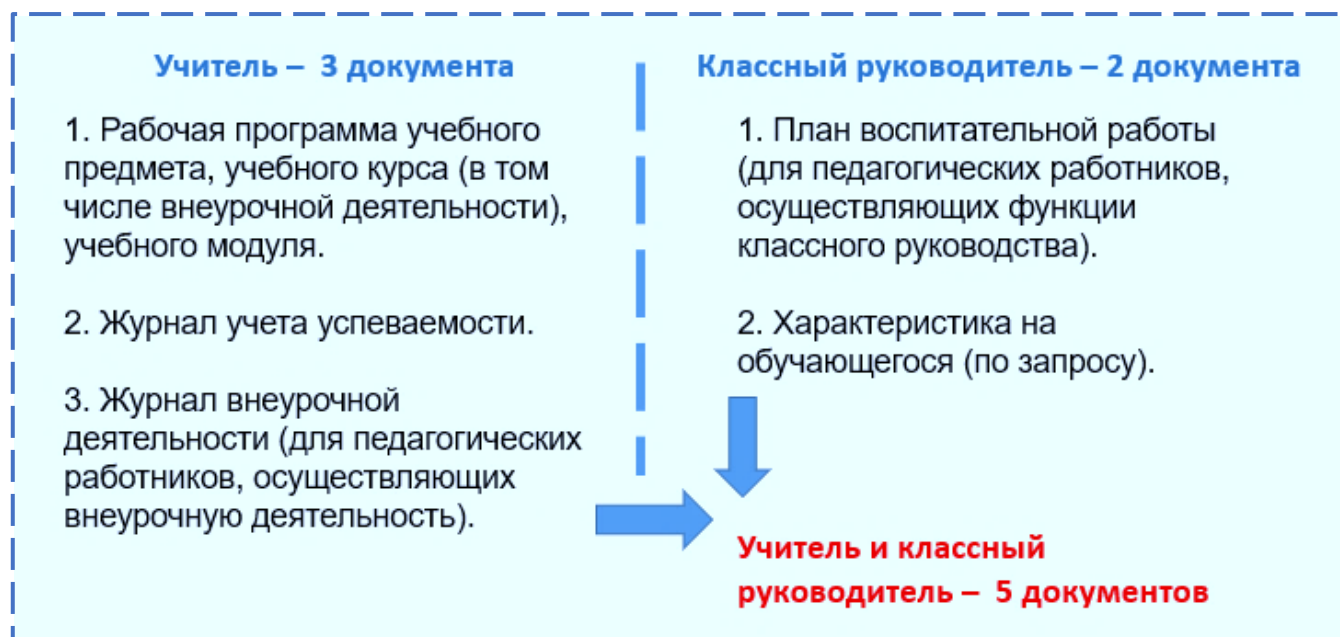 Учитель – 3 документа
1. Рабочая программа учебного
предмета, учебного курса (в том
числе внеурочной деятельности),
учебного модуля.
2. Журнал учета успеваемости.
3. Журнал внеурочной
деятельности (для педагогических
работников, осуществляющих
внеурочную деятельность).
Классный руководитель – 2 документа
1. План воспитательной работы
(для педагогических работников,
осуществляющих функции
классного руководства).
2. Характеристика на
обучающегося (по запросу).
Учитель и классный
руководитель – 5 документов